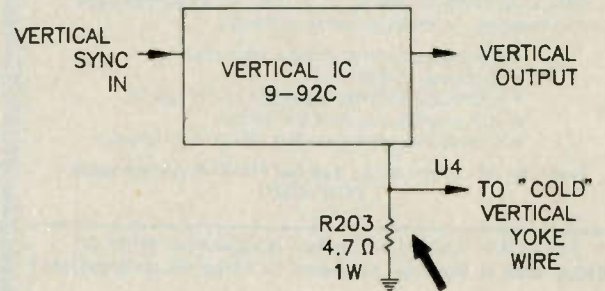 VERTICAL
SYNC
IN
VERTICAL IC
9-92C
VERTICAL
OUTPUT
U4
TO "COLD"
VERTICAL
YOKE
WIRE
R203
4.7 Ω
1W